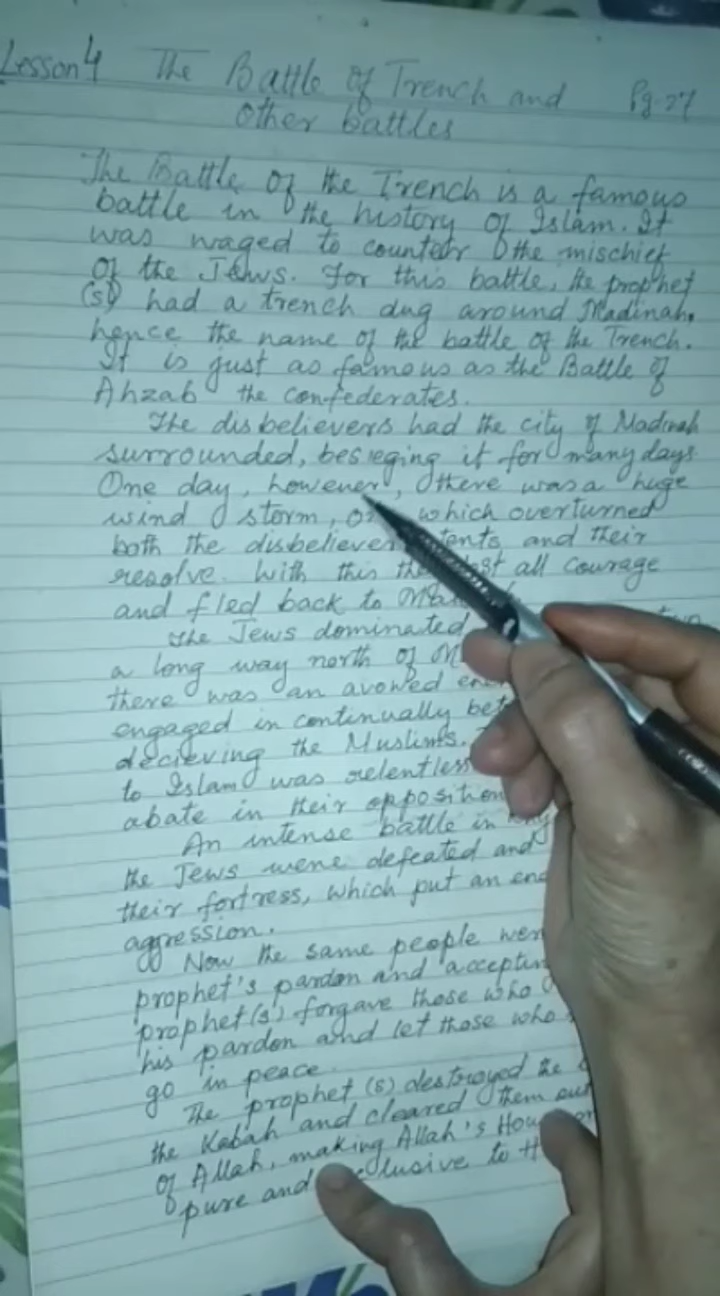 Lesson 4 The Battle of Trench and Pg-27
Other battles
The Battle of the Trench is a famous
battle in the history of Islam. It
was waged to counter the mischief
of the Jews. For this battle, the prophet
(s) had a trench dug around Madinah,
hence the name of the battle of the Trench.
It is just as famous as the Battle of
Ahzab the confederates.
The disbelievers had the city of Madinah
surrounded, besieging it for many days
One day, however, there was a huge
wind storm, which overturned
both the disbeliever tents and their
resolve. With this all courage
and fled back to
The Jews dominated
a long way north of
there was an avowed
engaged in continually
decieving the Muslims.
to Islam was relentless
abate in their opposition
An intense battle in
the Jews were defeated and
their fortress, which put an
aggression.
Now the same people
prophet's pardon and
prophet (s) forgave those who
his pardon and let those who
go in peace.
The prophet (s) destroyed the
the Kabah and cleared them
of Allah, making Allah's
pure and to